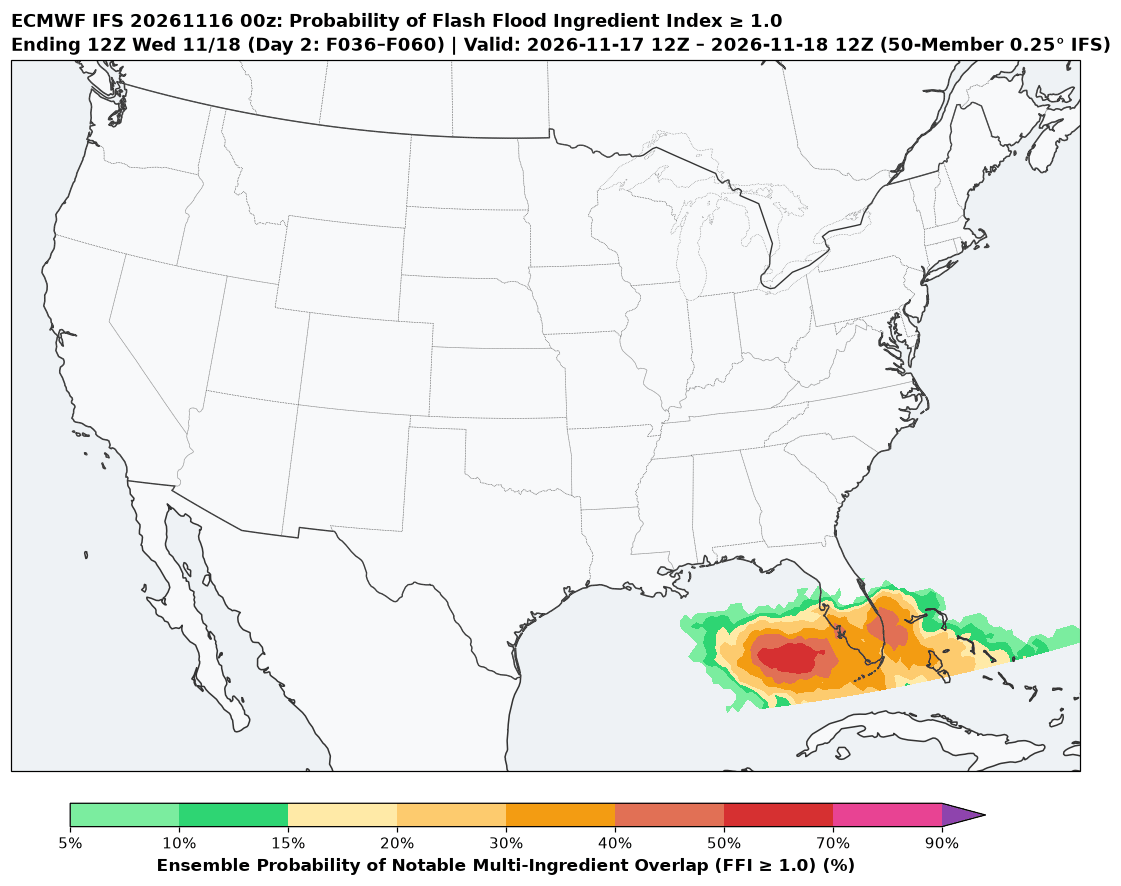 ECMWF IFS 20261116 00z: Probability of Flash Flood Ingredient Index ≥ 1.0
Ending 12Z Wed 11/18 (Day 2: F036–F060) | Valid: 2026-11-17 12Z – 2026-11-18 12Z (50-Member 0.25° IFS)
5% 10% 15% 20% 30% 40% 50% 70% 90%
Ensemble Probability of Notable Multi-Ingredient Overlap (FFI ≥ 1.0) (%)